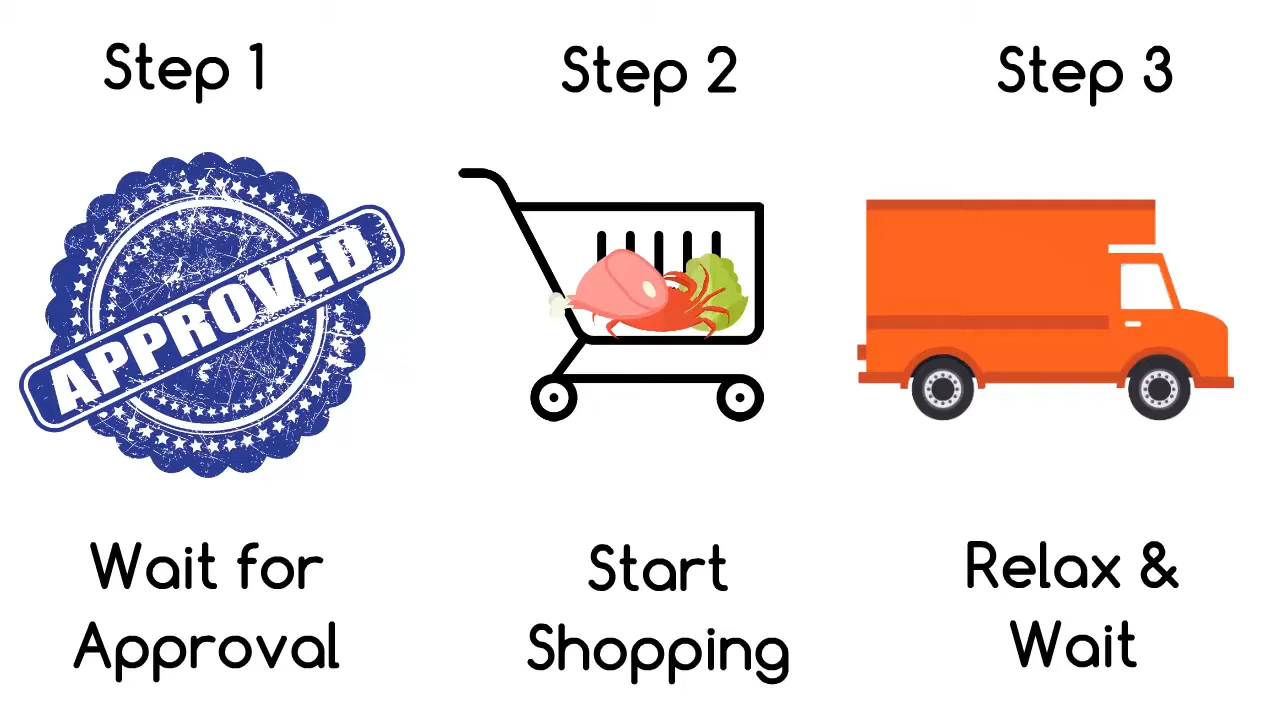 Step 1
APPROVED
Wait for
Approval
Step 2
Start
Shopping
Step 3
Relax &
Wait